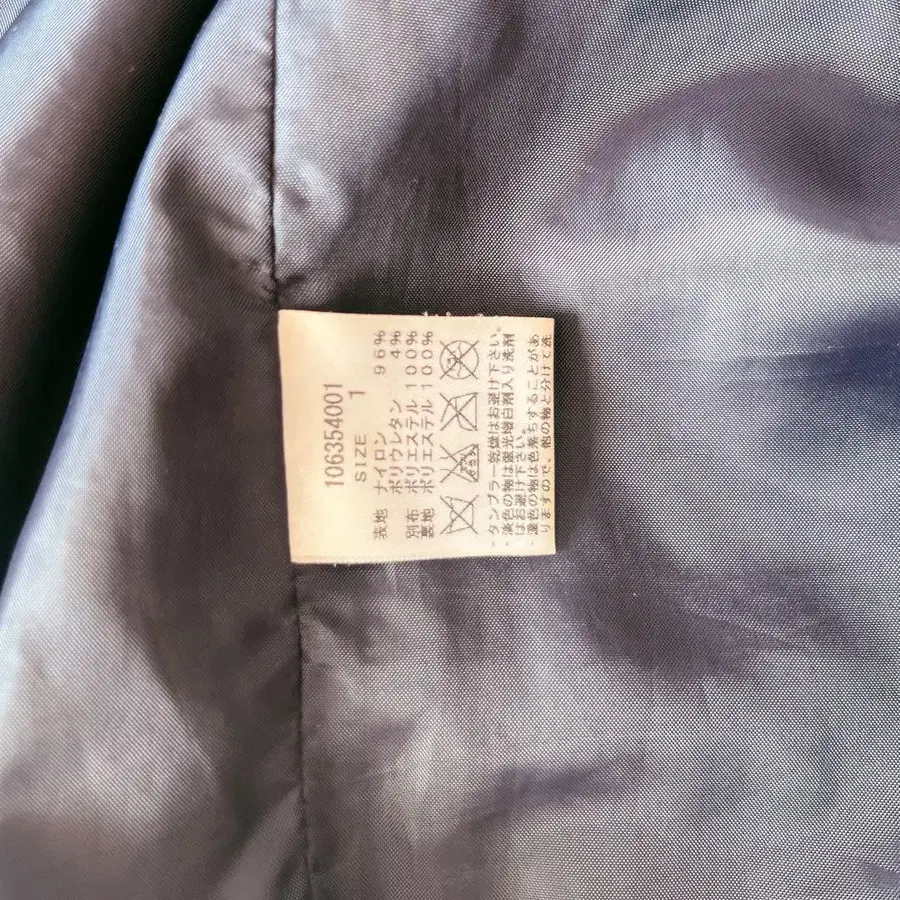 106354001
SIZE 1
表地 ナイロン 96%
ポリウレタン 4%
別布 ポリエステル 100%
裏地 ポリエステル 100%
・タンブラー乾燥はお避け下さい。
・淡色の物は蛍光増白剤入り洗剤
はお避け下さい。
・濃色の物は色落ちすることがあ
りますので、他の物と分けて洗